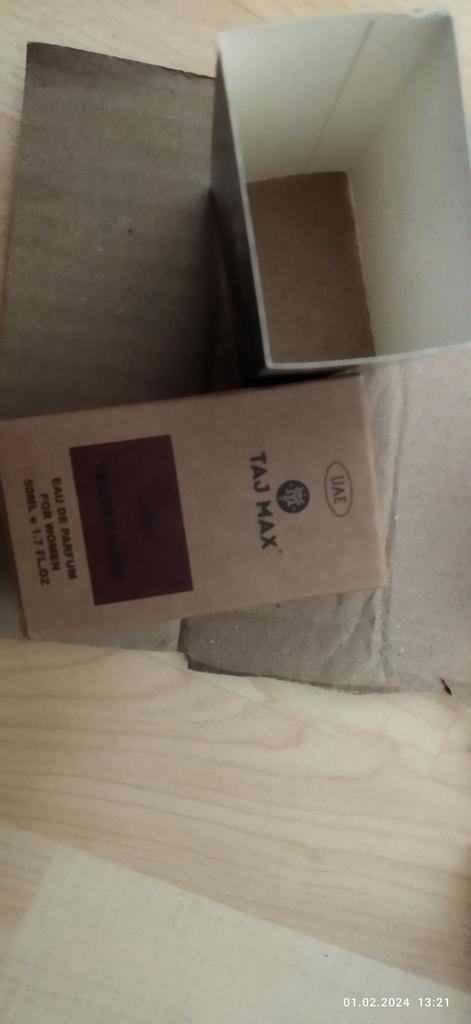 UAE
TAJ MAX®
EAU DE PARFUM
FOR WOMEN
50ML e 1.7 FL.OZ
01.02.2024 13:21